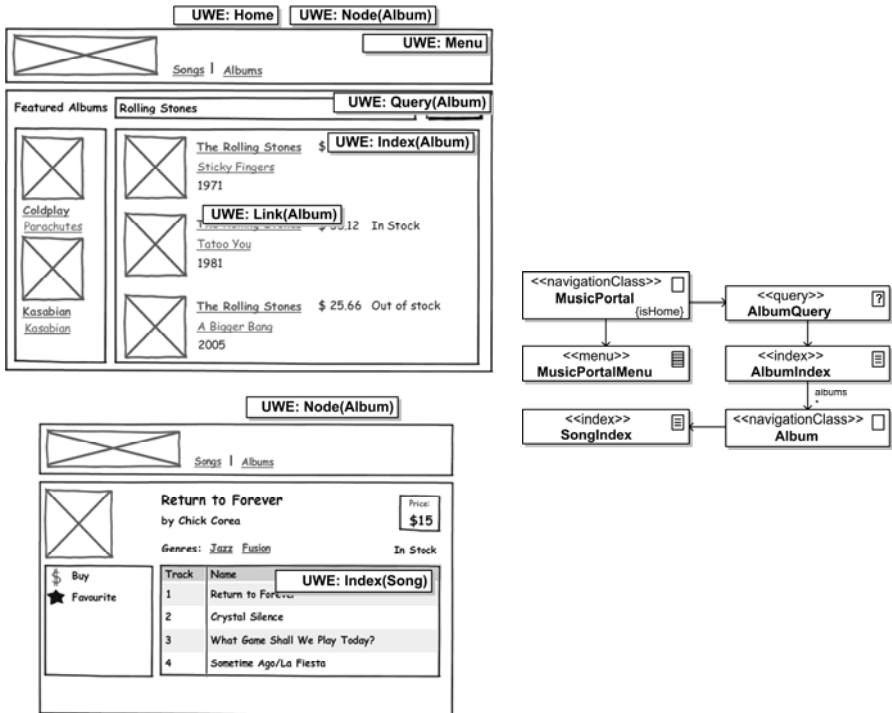 UWE: Home UWE: Node(Album)
UWE: Menu
Songs | Albums
Featured Albums Rolling Stones UWE: Query(Album)
The Rolling Stones $ UWE: Index(Album)
Sticky Fingers
1971
Coldplay
Parachutes
UWE: Link(Album)
.12 In Stock
Tatoo You
1981
Kasabian
Kasabian
The Rolling Stones $ 25.66 Out of stock
A Bigger Bang
2005
UWE: Node(Album)
Songs | Albums
Return to Forever
by Chick Corea
Price:
$15
Genres: Jazz Fusion In Stock
$ Buy
Favourite
Track Name UWE: Index(Song)
1 Return to Forever
2 Crystal Silence
3 What Game Shall We Play Today?
4 Sometime Ago/La Fiesta
<<navigationClass>>
MusicPortal
{isHome}
<<query>>
AlbumQuery
?
<<menu>>
MusicPortalMenu
<<index>>
AlbumIndex
albums
*
<<index>>
SongIndex
<<navigationClass>>
Album